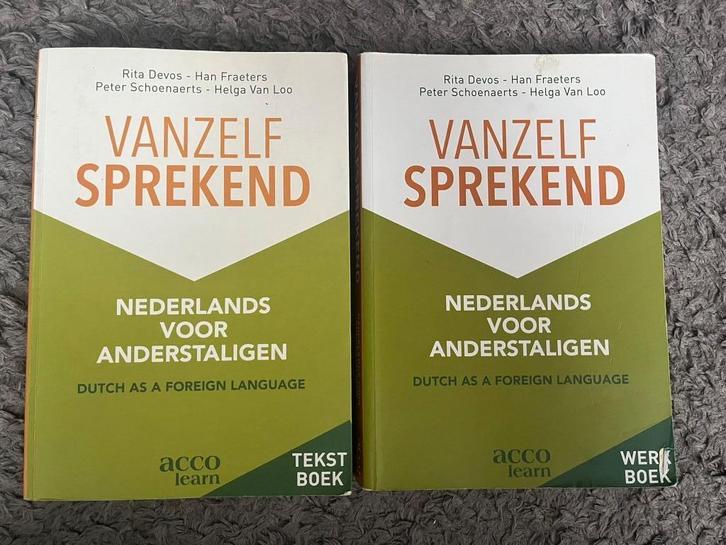 Rita Devos - Han Fraeters
Peter Schoenaerts - Helga Van Loo
VANZELF
SPREKEND
NEDERLANDS
VOOR
ANDERSTALIGEN
DUTCH AS A FOREIGN LANGUAGE
acco
learn
TEKST
BOEK
Rita Devos - Han Fraeters
Peter Schoenaerts - Helga Van Loo
VANZELF
SPREKEND
NEDERLANDS
VOOR
ANDERSTALIGEN
DUTCH AS A FOREIGN LANGUAGE
acco
learn
WERK
BOEK